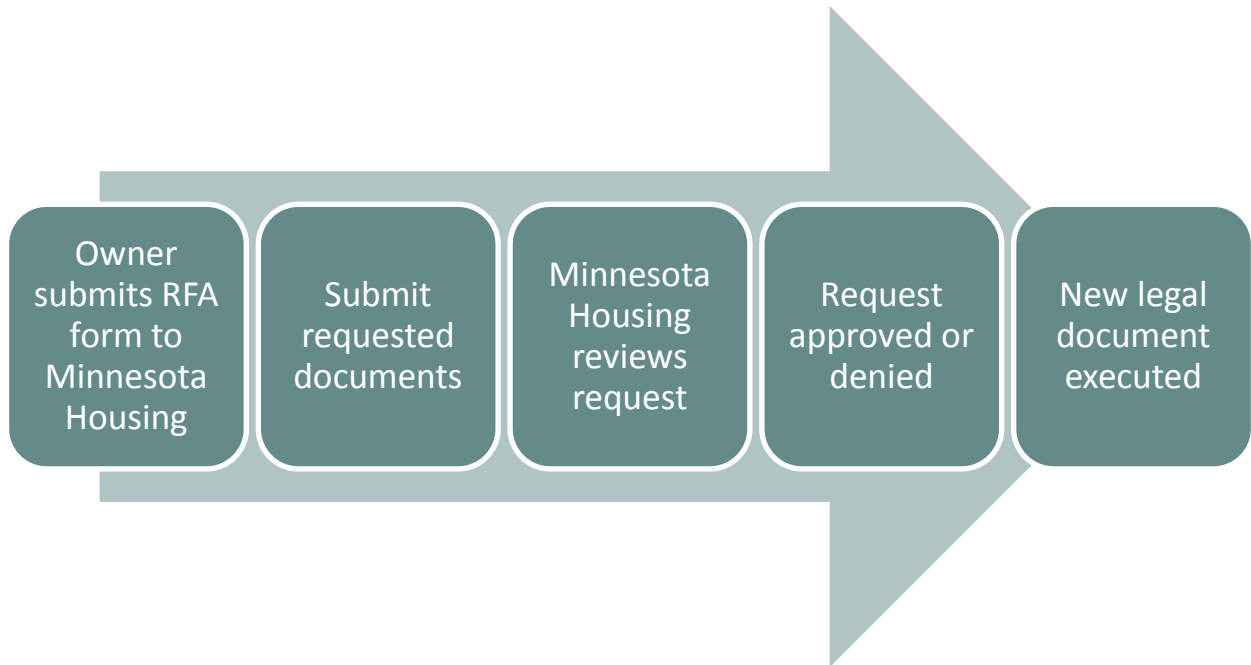 Owner
submits RFA
form to
Minnesota
Housing
Submit
requested
documents
Minnesota
Housing
reviews
request
Request
approved or
denied
New legal
document
executed